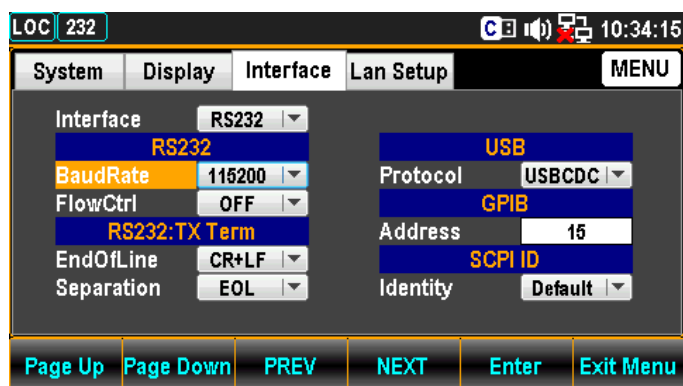 LOC 232 C 10:34:15
System Display Interface Lan Setup MENU
Interface RS232
RS232
BaudRate 115200
FlowCtrl OFF
RS232:TX Term
EndOfLine CR+LF
Separation EOL
USB
Protocol USBCDC
GPIB
Address 15
SCPI ID
Identity Default
Page Up Page Down PREV NEXT Enter Exit Menu